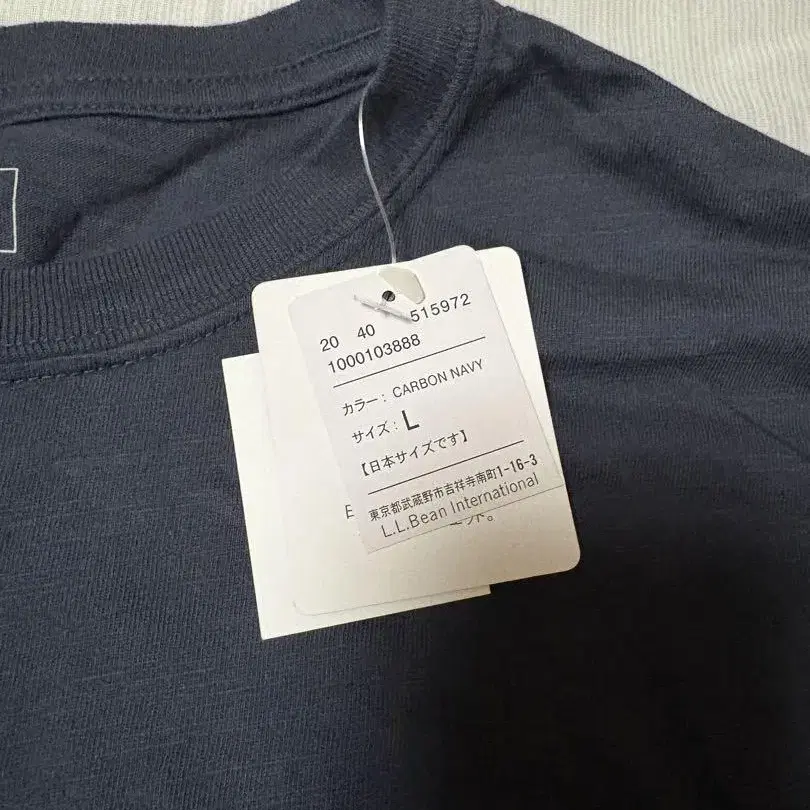 20 40 515972
1000103888
カラー: CARBON NAVY
サイズ: L
【日本サイズです】
東京都武蔵野市吉祥寺南町1-16-3
L.L.Bean International